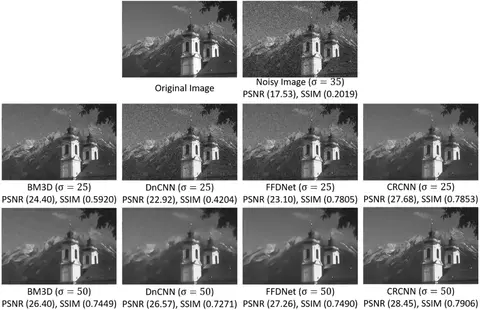 Original Image
Noisy Image (σ = 35)
PSNR (17.53), SSIM (0.2019)
BM3D (σ = 25)
PSNR (24.40), SSIM (0.5920)
DnCNN (σ = 25)
PSNR (22.92), SSIM (0.4204)
FFDNet (σ = 25)
PSNR (23.10), SSIM (0.7805)
CRCNN (σ = 25)
PSNR (27.68), SSIM (0.7853)
BM3D (σ = 50)
PSNR (26.40), SSIM (0.7449)
DnCNN (σ = 50)
PSNR (26.57), SSIM (0.7271)
FFDNet (σ = 50)
PSNR (27.26), SSIM (0.7490)
CRCNN (σ = 50)
PSNR (28.45), SSIM (0.7906)